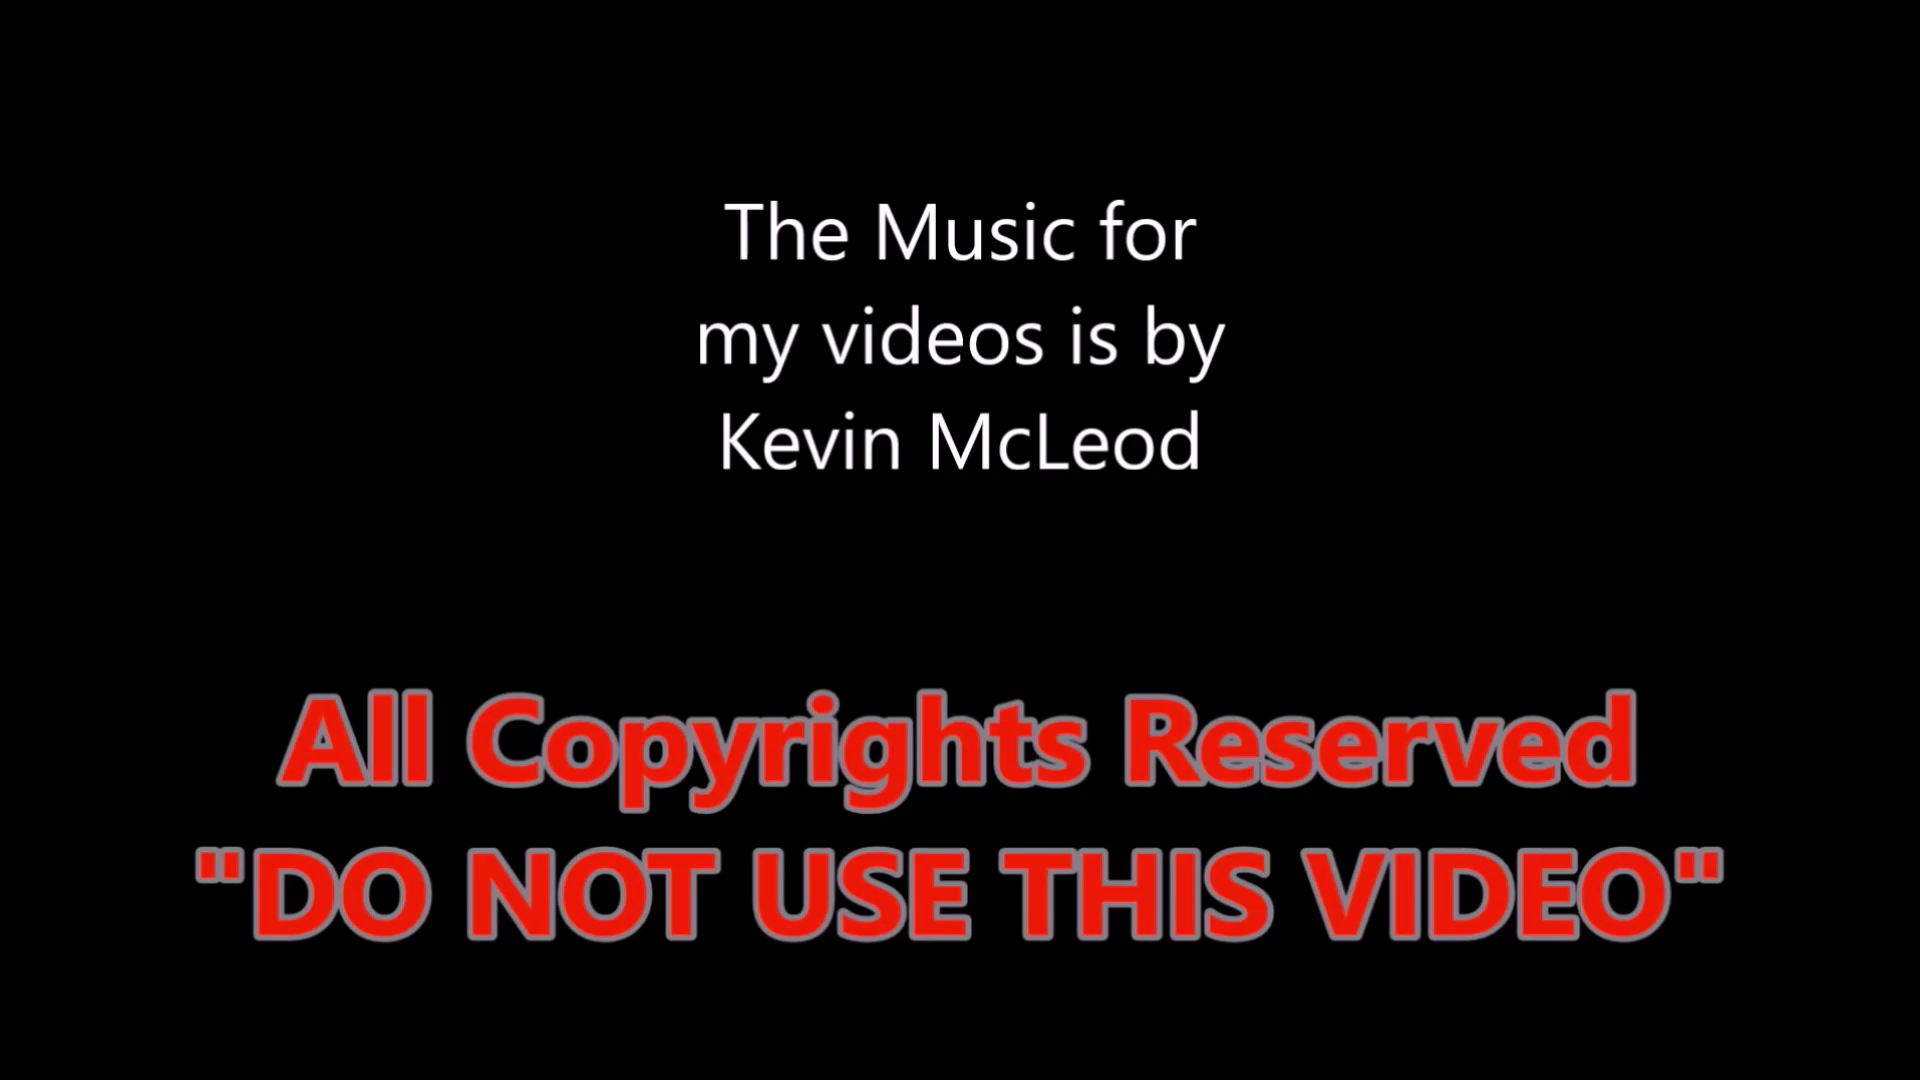 The Music for
my videos is by
Kevin McLeod
All Copyrights Reserved
"DO NOT USE THIS VIDEO"